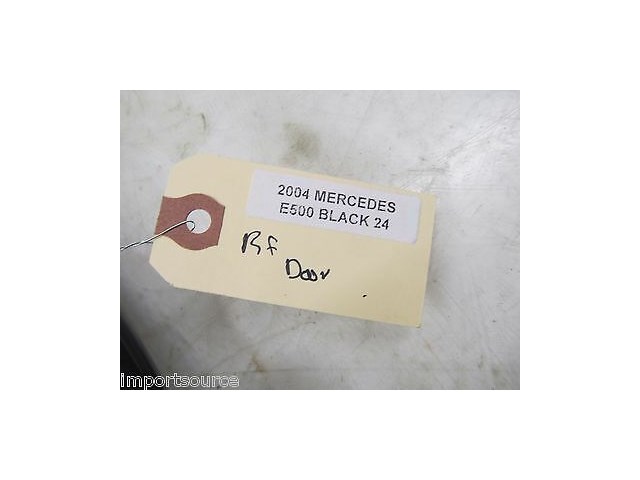 2004 MERCEDES
E500 BLACK 24
Rf
Door
importsource